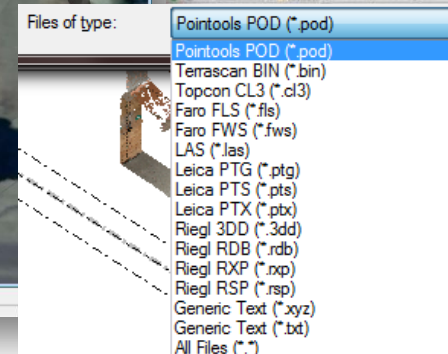 Files of type:
Pointools POD (*.pod)
Pointools POD (*.pod)
Terrascan BIN (*.bin)
Topcon CL3 (*.cl3)
Faro FLS (*.fls)
Faro FWS (*.fws)
LAS (*.las)
Leica PTG (*.ptg)
Leica PTS (*.pts)
Leica PTX (*.ptx)
Riegl 3DD (*.3dd)
Riegl RDB (*.rdb)
Riegl RXP (*.rxp)
Riegl RSP (*.rsp)
Generic Text (*.xyz)
Generic Text (*.txt)
All Files (*.*)